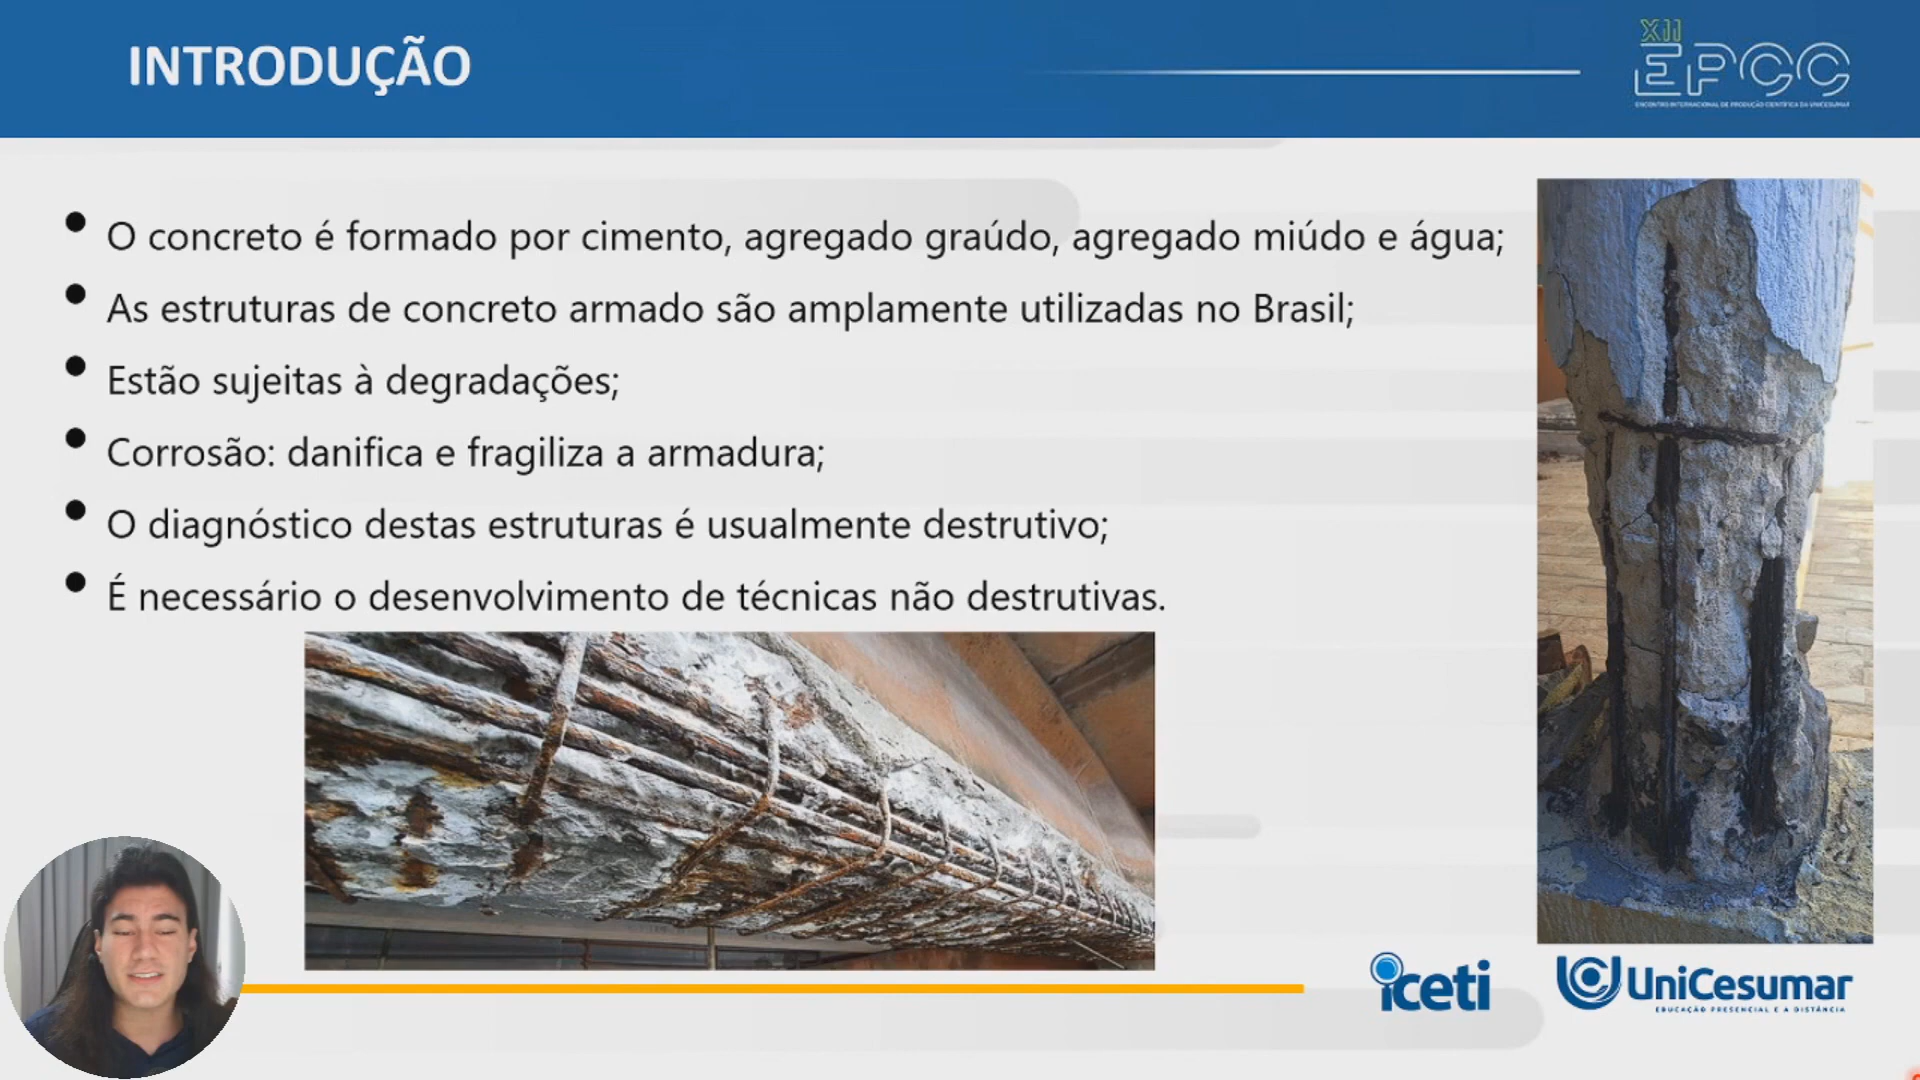 INTRODUÇÃO
XII
EPCC
ENCONTRO INTERNACIONAL DE PRODUÇÃO CIENTÍFICA DA UNICESUMAR
O concreto é formado por cimento, agregado graúdo, agregado miúdo e água;
As estruturas de concreto armado são amplamente utilizadas no Brasil;
Estão sujeitas à degradações;
Corrosão: danifica e fragiliza a armadura;
O diagnóstico destas estruturas é usualmente destrutivo;
É necessário o desenvolvimento de técnicas não destrutivas.
iceti
UniCesumar
EDUCAÇÃO PRESENCIAL E A DISTÂNCIA